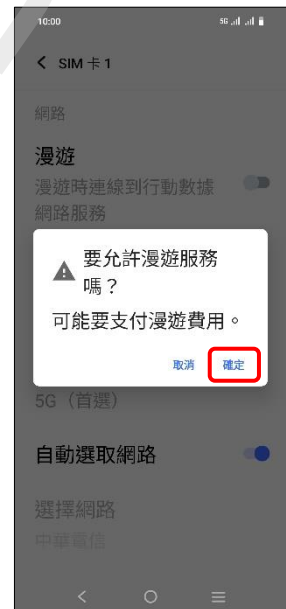 10:00 5G
SIM 卡 1
網路
漫遊
漫遊時連線到行動數據
網路服務
要允許漫遊服務
嗎？
可能要支付漫遊費用。
取消 確定
5G（首選）
自動選取網路
選擇網路
中華電信